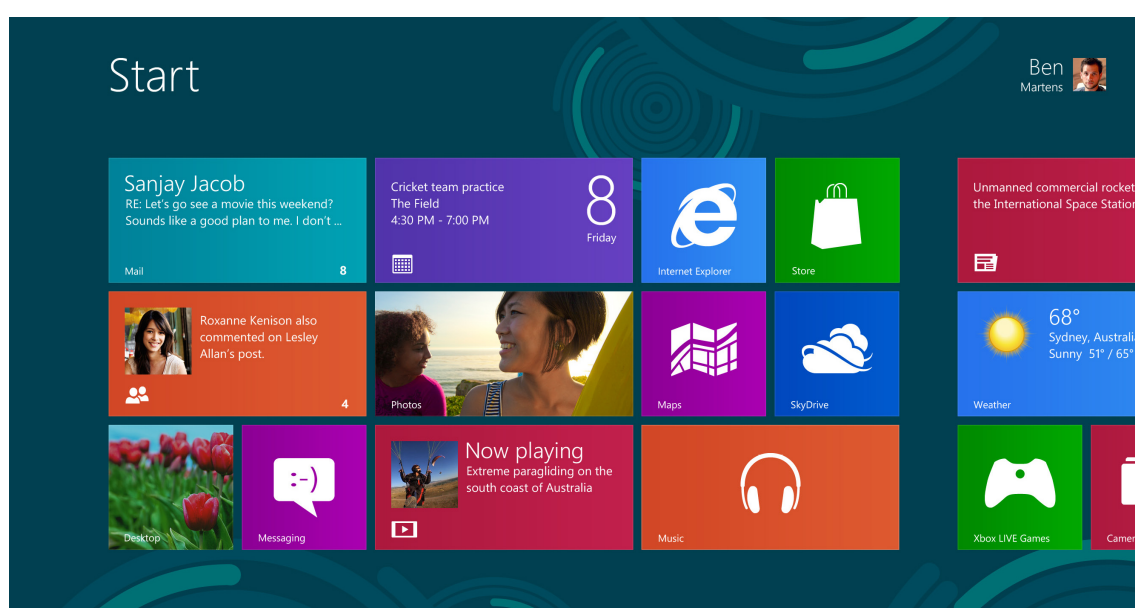 Start
Ben
Martens
Sanjay Jacob
RE: Let's go see a movie this weekend?
Sounds like a good plan to me. I don't ...
Mail
8
Cricket team practice
The Field
4:30 PM - 7:00 PM
8
Friday
Internet Explorer
Store
Unmanned commercial rocket
the International Space Station
Roxanne Kenison also
commented on Lesley
Allan's post.
4
Photos
Maps
SkyDrive
68°
Sydney, Australia
Sunny 51° / 65°
Weather
Desktop
:-)
Messaging
Now playing
Extreme paragliding on the
south coast of Australia
Music
Xbox LIVE Games
Camer